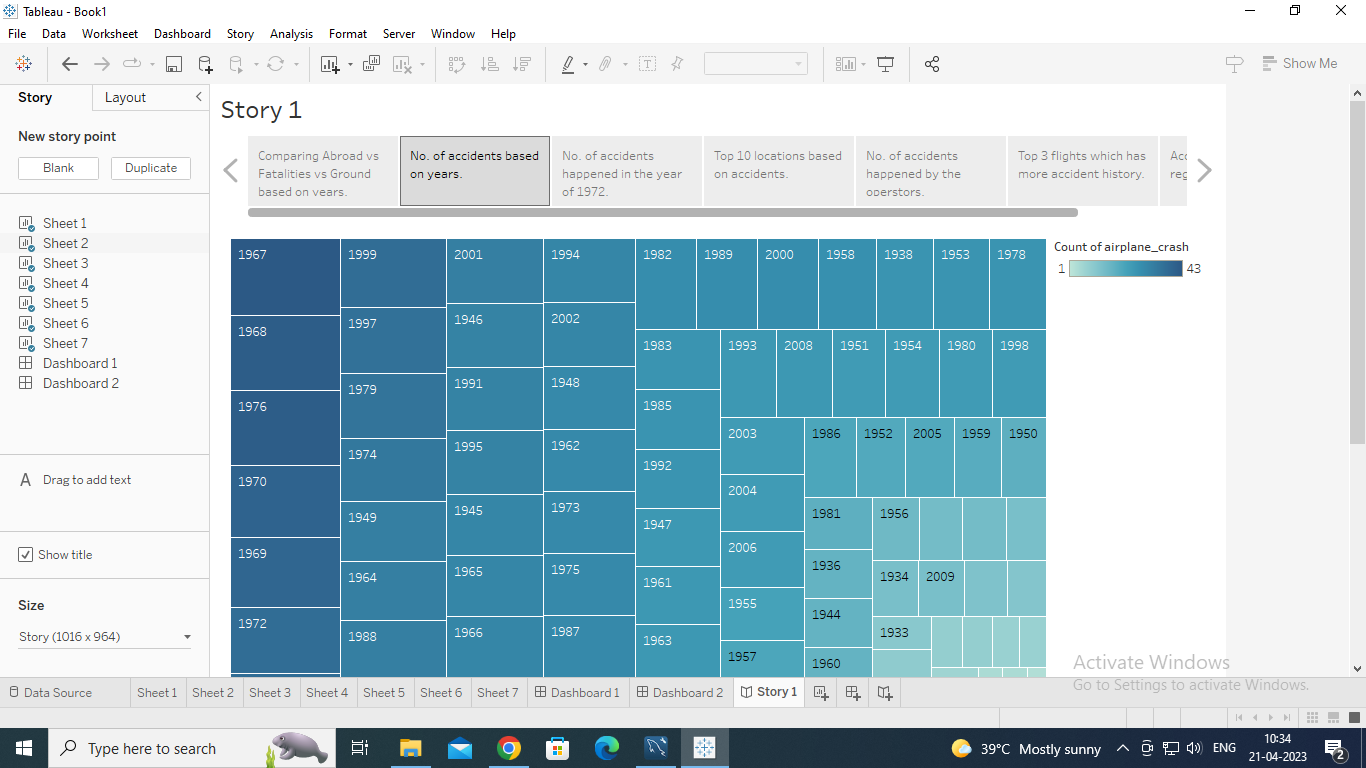 Tableau - Book1
File Data Worksheet Dashboard Story Analysis Format Server Window Help
Show Me
Story Layout
New story point
Blank Duplicate
Sheet 1
Sheet 2
Sheet 3
Sheet 4
Sheet 5
Sheet 6
Sheet 7
Dashboard 1
Dashboard 2
A Drag to add text
Show title
Size
Story (1016 x 964)
Story 1
Comparing Abroad vs
Fatalities vs Ground
based on years.
No. of accidents based
on years.
No. of accidents
happened in the year
of 1972.
Top 10 locations based
on accidents.
No. of accidents
happened by the
operstors.
Top 3 flights which has
more accident history.
Acc
reg
1967
1968
1976
1970
1969
1972
1999
1997
1979
1974
1949
1964
1988
2001
1946
1991
1995
1945
1965
1966
1994
2002
1948
1962
1973
1975
1987
1982 1989 2000 1958 1938 1953 1978
1983
1985
1992
1947
1961
1963
1993 2008 1951 1954 1980 1998
2003
2004
2006
1955
1957
1986 1952 2005 1959 1950
1981
1936
1944
1960
1956
1934 2009
1933
Count of airplane_crash
1 43
Activate Windows
Go to Settings to activate Windows.
Data Source Sheet 1 Sheet 2 Sheet 3 Sheet 4 Sheet 5 Sheet 6 Sheet 7 Dashboard 1 Dashboard 2 Story 1
Type here to search
39°C Mostly sunny
ENG
10:34
21-04-2023
2